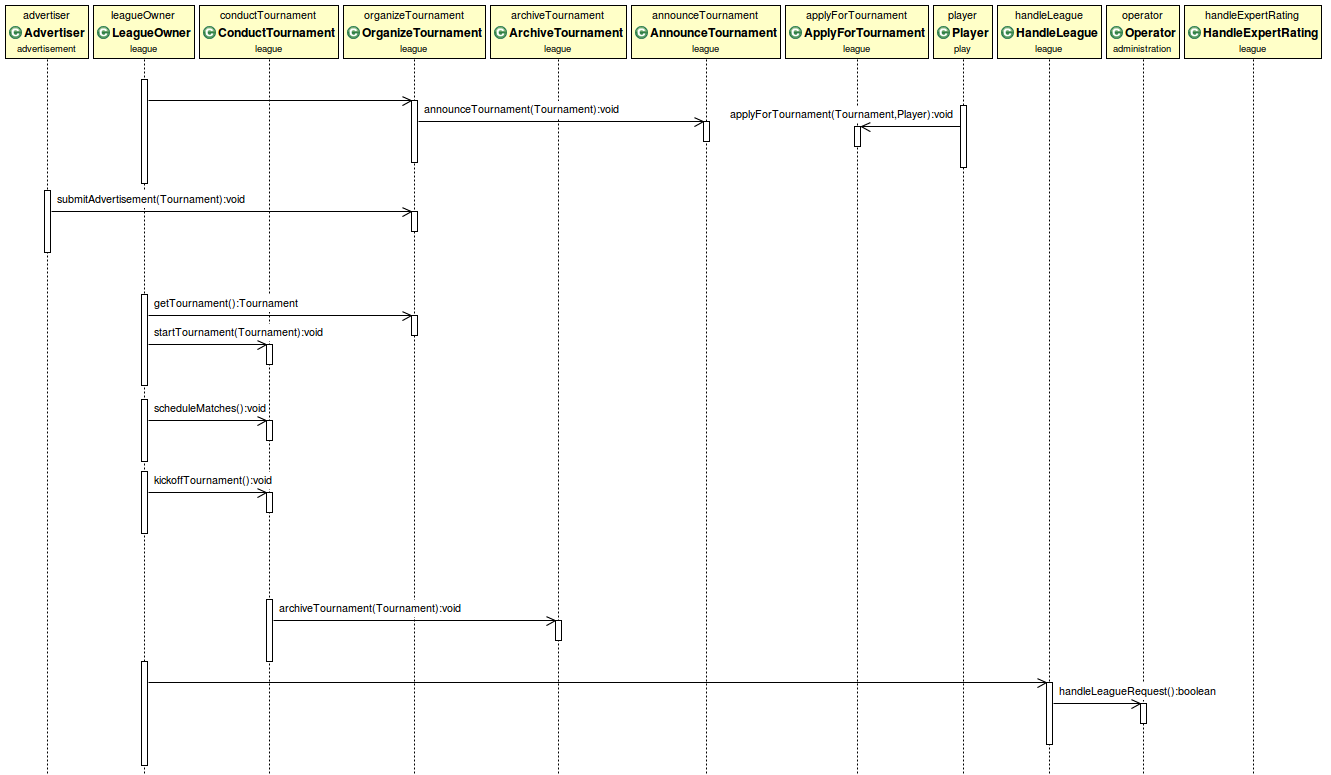 advertiser
C Advertiser
advertisement
leagueOwner
C LeagueOwner
league
conductTournament
C ConductTournament
league
organizeTournament
C OrganizeTournament
league
archiveTournament
C ArchiveTournament
league
announceTournament
C AnnounceTournament
league
applyForTournament
C ApplyForTournament
league
player
C Player
play
handleLeague
C HandleLeague
league
operator
C Operator
administration
handleExpertRating
C HandleExpertRating
league
announceTournament(Tournament):void
applyForTournament(Tournament,Player):void
submitAdvertisement(Tournament):void
getTournament():Tournament
startTournament(Tournament):void
scheduleMatches():void
kickoffTournament():void
archiveTournament(Tournament):void
handleLeagueRequest():boolean